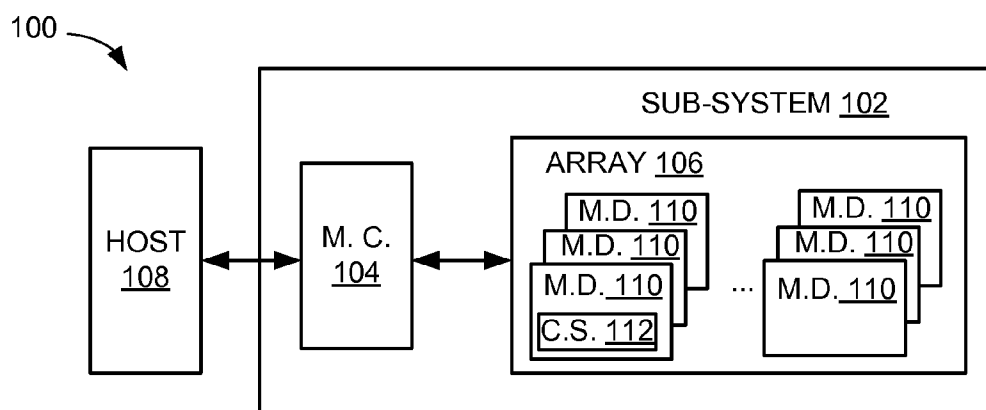 100
SUB-SYSTEM 102
ARRAY 106
HOST
108
M. C.
104
M.D. 110
M.D. 110
M.D. 110
C.S. 112
...
M.D. 110
M.D. 110
M.D. 110